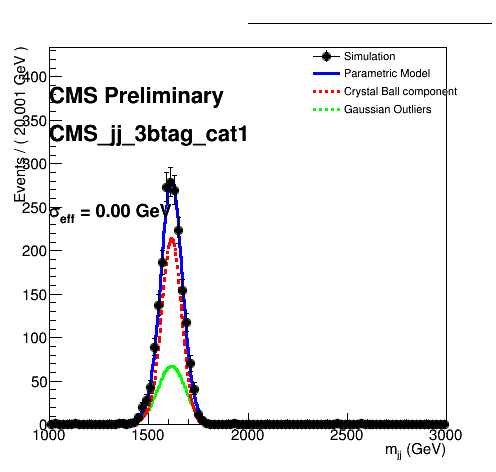 Simulation
Parametric Model
Crystal Ball component
Gaussian Outliers
CMS Preliminary
CMS_jj_3btag_cat1
σeff = 0.00 GeV
Events / ( 20.001 GeV )
400
350
300
250
200
150
100
50
0
1000 1500 2000 2500 3000
mjj (GeV)